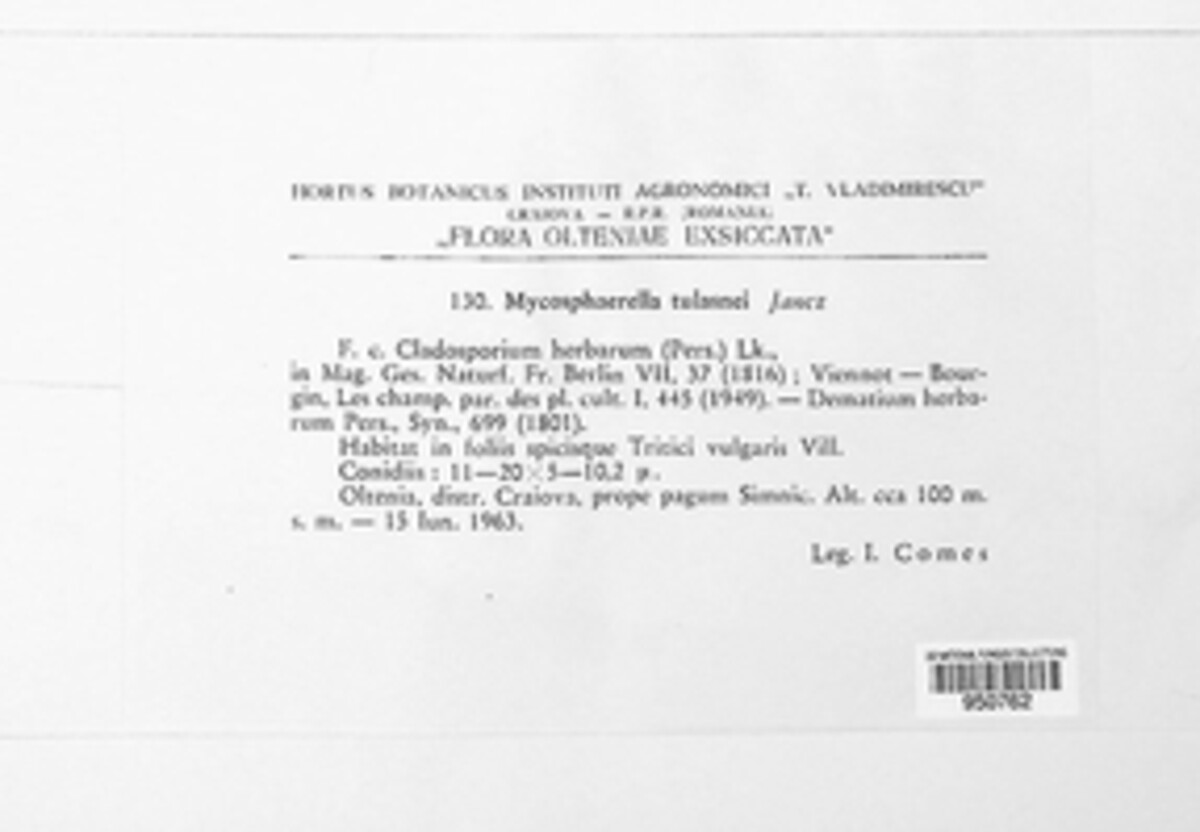 HORTUS BOTANICUS INSTITUTI AGRONOMICI „T. VLADIMIRESCU"
CRAIOVA — R.P.R. (ROMANIA)
„FLORA OLTENIAE EXSICCATA"
130. Mycosphaerella tulasnei Jancz
F. c. Cladosporium herbarum (Pers.) Lk.,
in Mag. Ges. Naturf. Fr. Berlin VII, 37 (1816) ; Viennot — Bour-
gin, Les champ. par. des pl. cult. I, 445 (1949). — Dematium herba-
rum Pers., Syn., 699 (1801).
Habitat in foliis spicisque Tritici vulgaris Vill.
Conidiis : 11—20×5—10,2 µ.
Oltenia, distr. Craiova, prope pagum Simnic. Alt. cca 100 m.
s. m. — 15 Iun. 1963.
Leg. I. Comes
950762